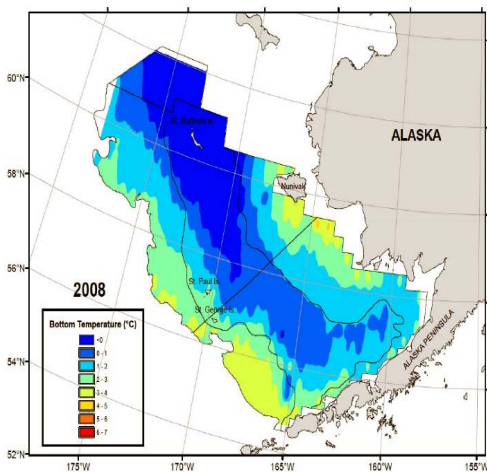 60°N
58°N
56°N
54°N
52°N
175°W
170°W
165°W
160°W
155°W
ALASKA
St. Matthew Is.
Nunivak
St. Paul Is.
St. George Is.
ALASKA PENINSULA
2008
Bottom Temperature (°C)
<0
0 - 1
1 - 2
2 - 3
3 - 4
4 - 5
5 - 6
6 - 7